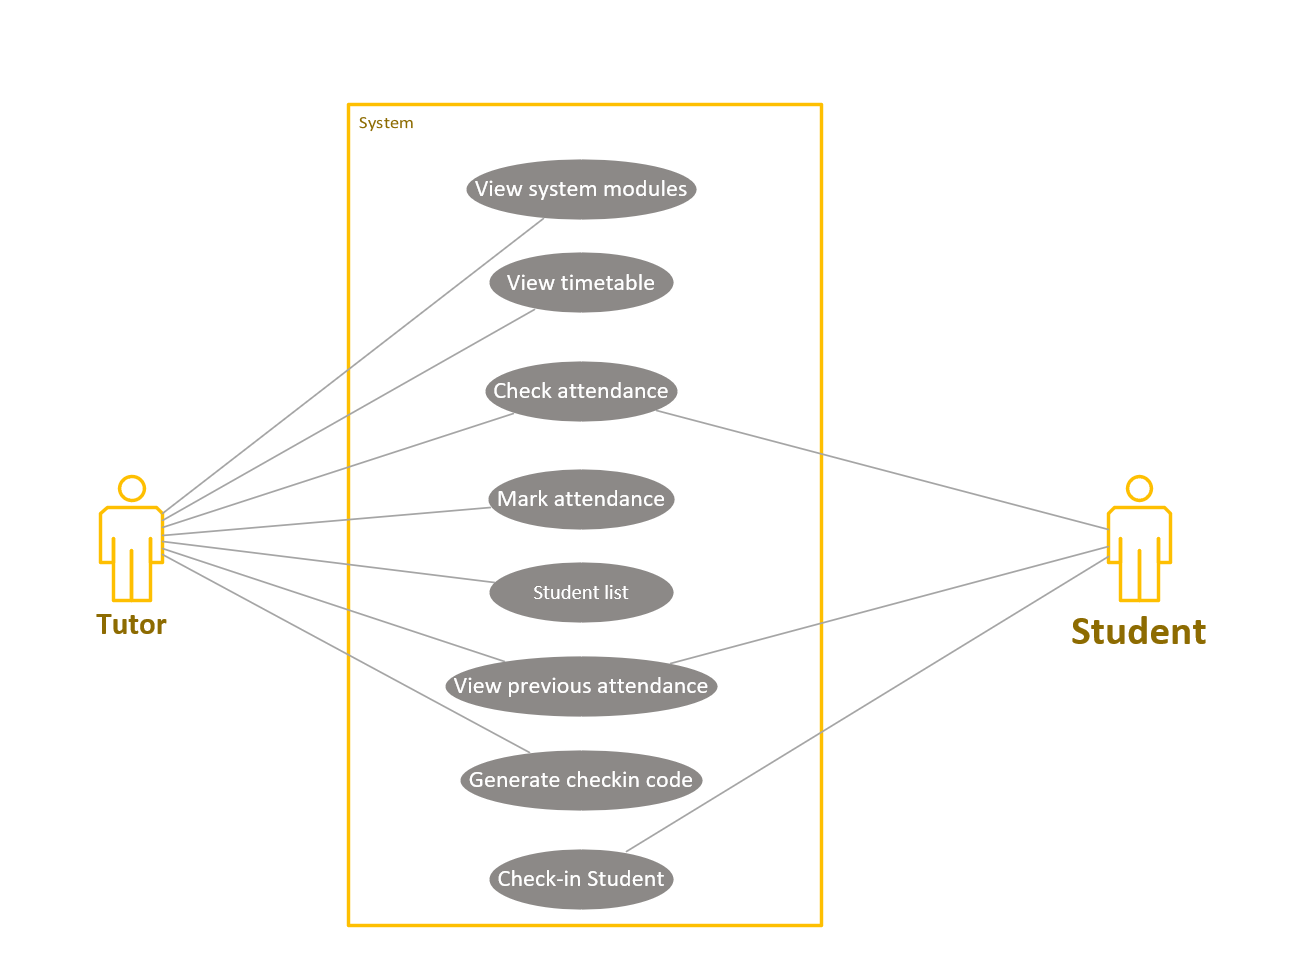 System
View system modules
View timetable
Check attendance
Mark attendance
Student list
Tutor
Student
View previous attendance
Generate checkin code
Check-in Student